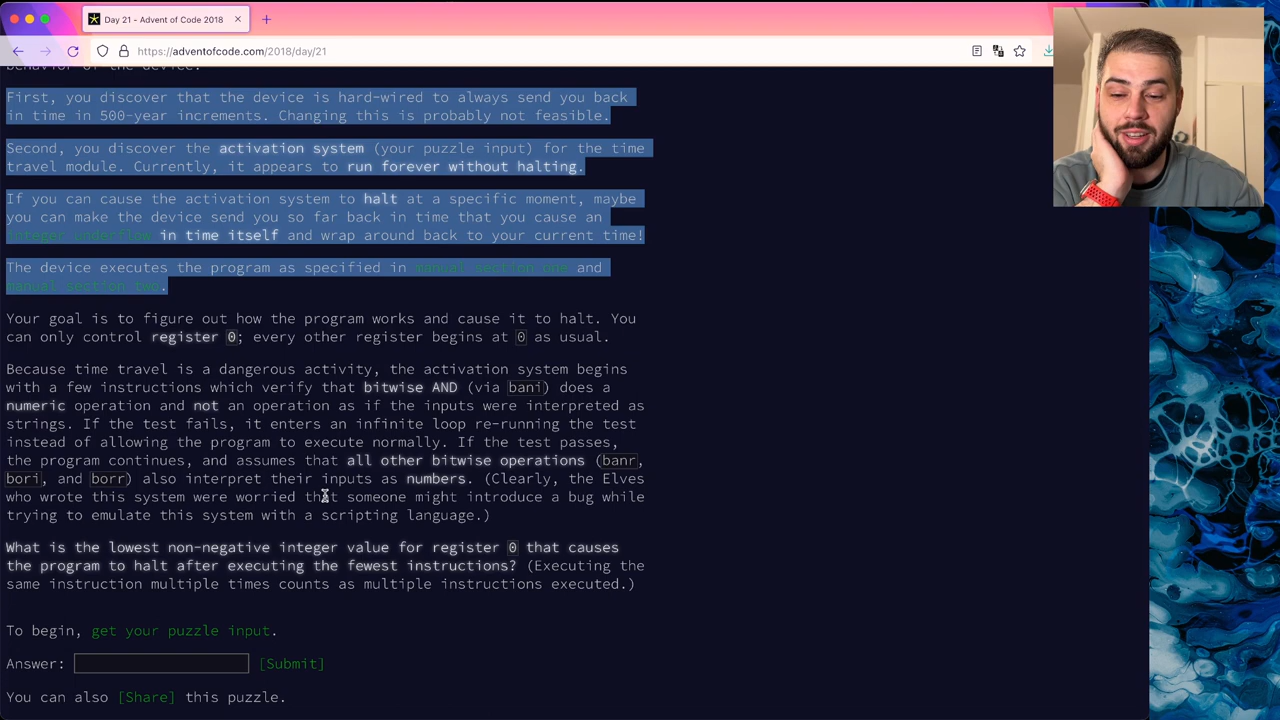 Day 21 - Advent of Code 2018
https://adventofcode.com/2018/day/21
behavior of the device.
First, you discover that the device is hard-wired to always send you back
in time in 500-year increments. Changing this is probably not feasible.
Second, you discover the activation system (your puzzle input) for the time
travel module. Currently, it appears to run forever without halting.
If you can cause the activation system to halt at a specific moment, maybe
you can make the device send you so far back in time that you cause an
integer underflow in time itself and wrap around back to your current time!
The device executes the program as specified in manual section one and
manual section two.
Your goal is to figure out how the program works and cause it to halt. You
can only control register 0; every other register begins at 0 as usual.
Because time travel is a dangerous activity, the activation system begins
with a few instructions which verify that bitwise AND (via bani) does a
numeric operation and not an operation as if the inputs were interpreted as
strings. If the test fails, it enters an infinite loop re-running the test
instead of allowing the program to execute normally. If the test passes,
the program continues, and assumes that all other bitwise operations (banr,
bori, and borr) also interpret their inputs as numbers. (Clearly, the Elves
who wrote this system were worried that someone might introduce a bug while
trying to emulate this system with a scripting language.)
What is the lowest non-negative integer value for register 0 that causes
the program to halt after executing the fewest instructions? (Executing the
same instruction multiple times counts as multiple instructions executed.)
To begin, get your puzzle input.
Answer: [Submit]
You can also [Share] this puzzle.